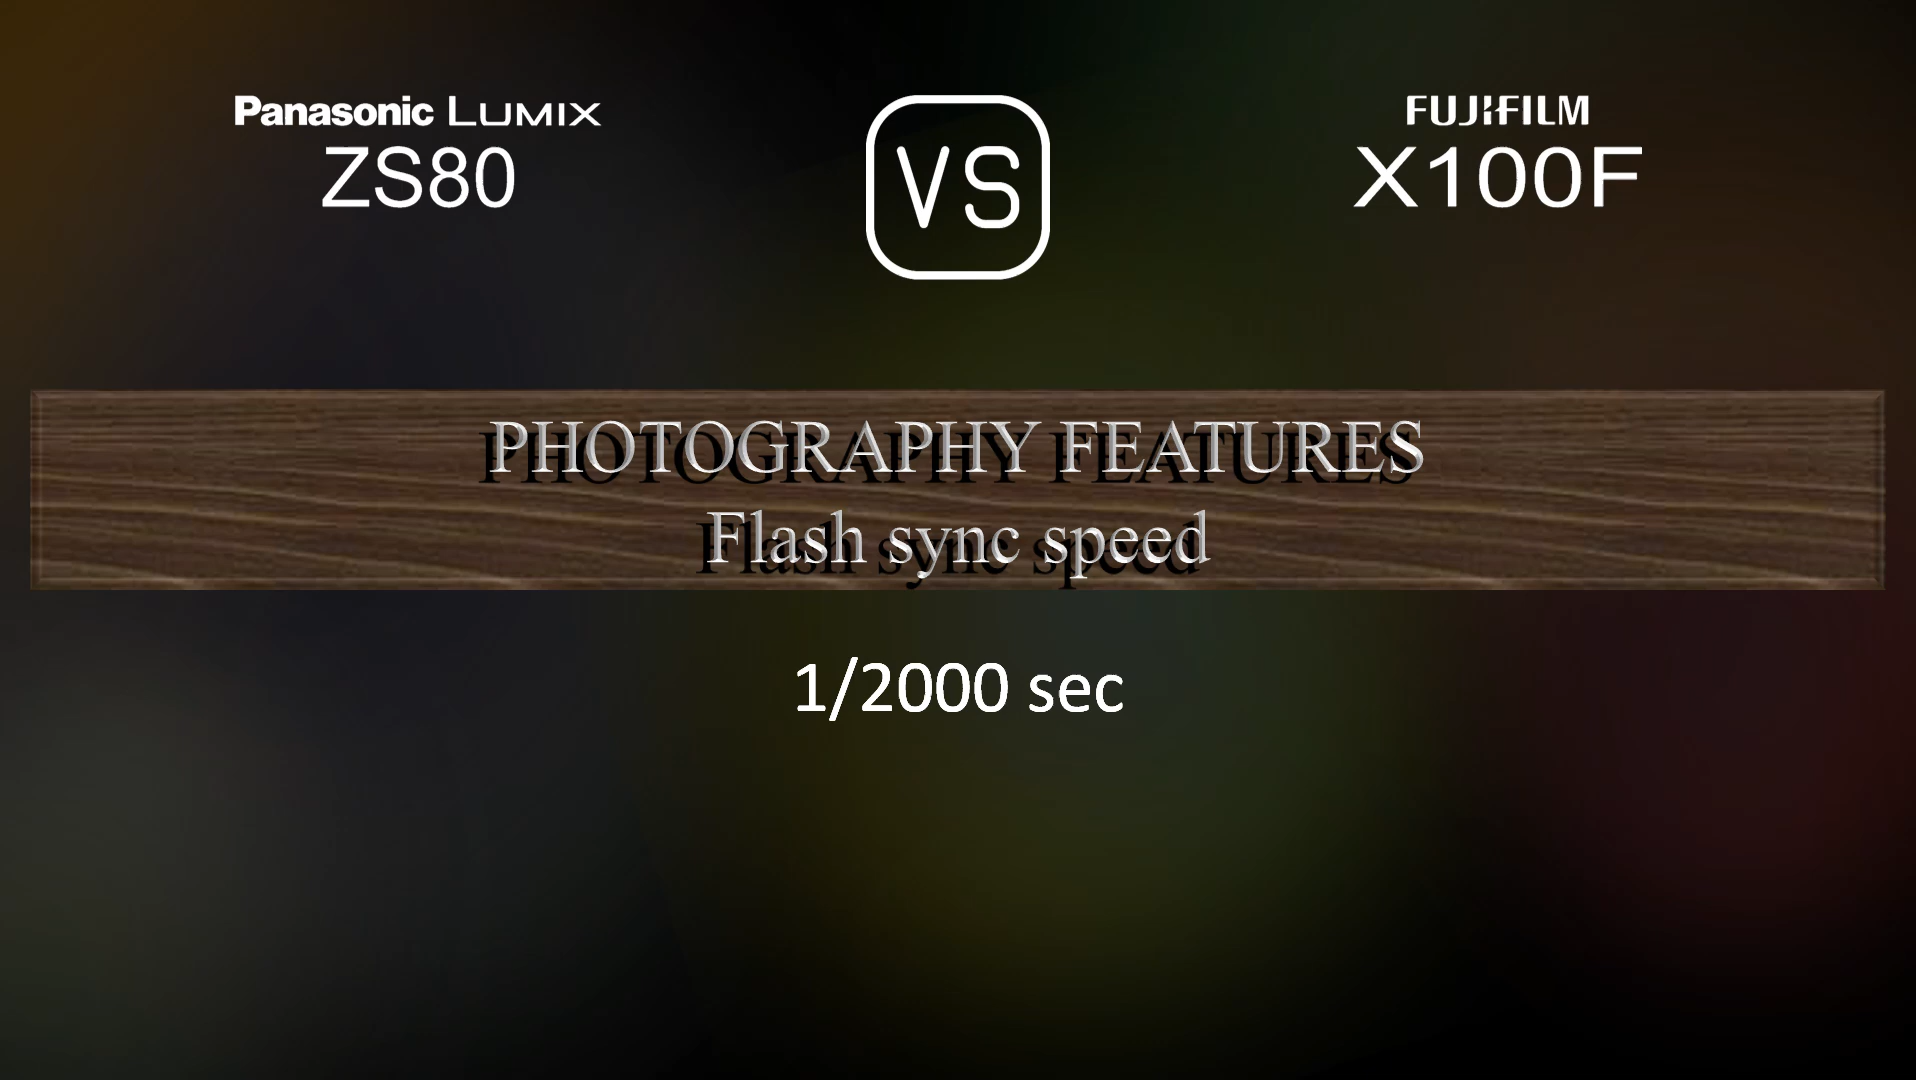 Panasonic LUMIX
ZS80
VS
FUJIFILM
X100F
PHOTOGRAPHY FEATURES
Flash sync speed
1/2000 sec